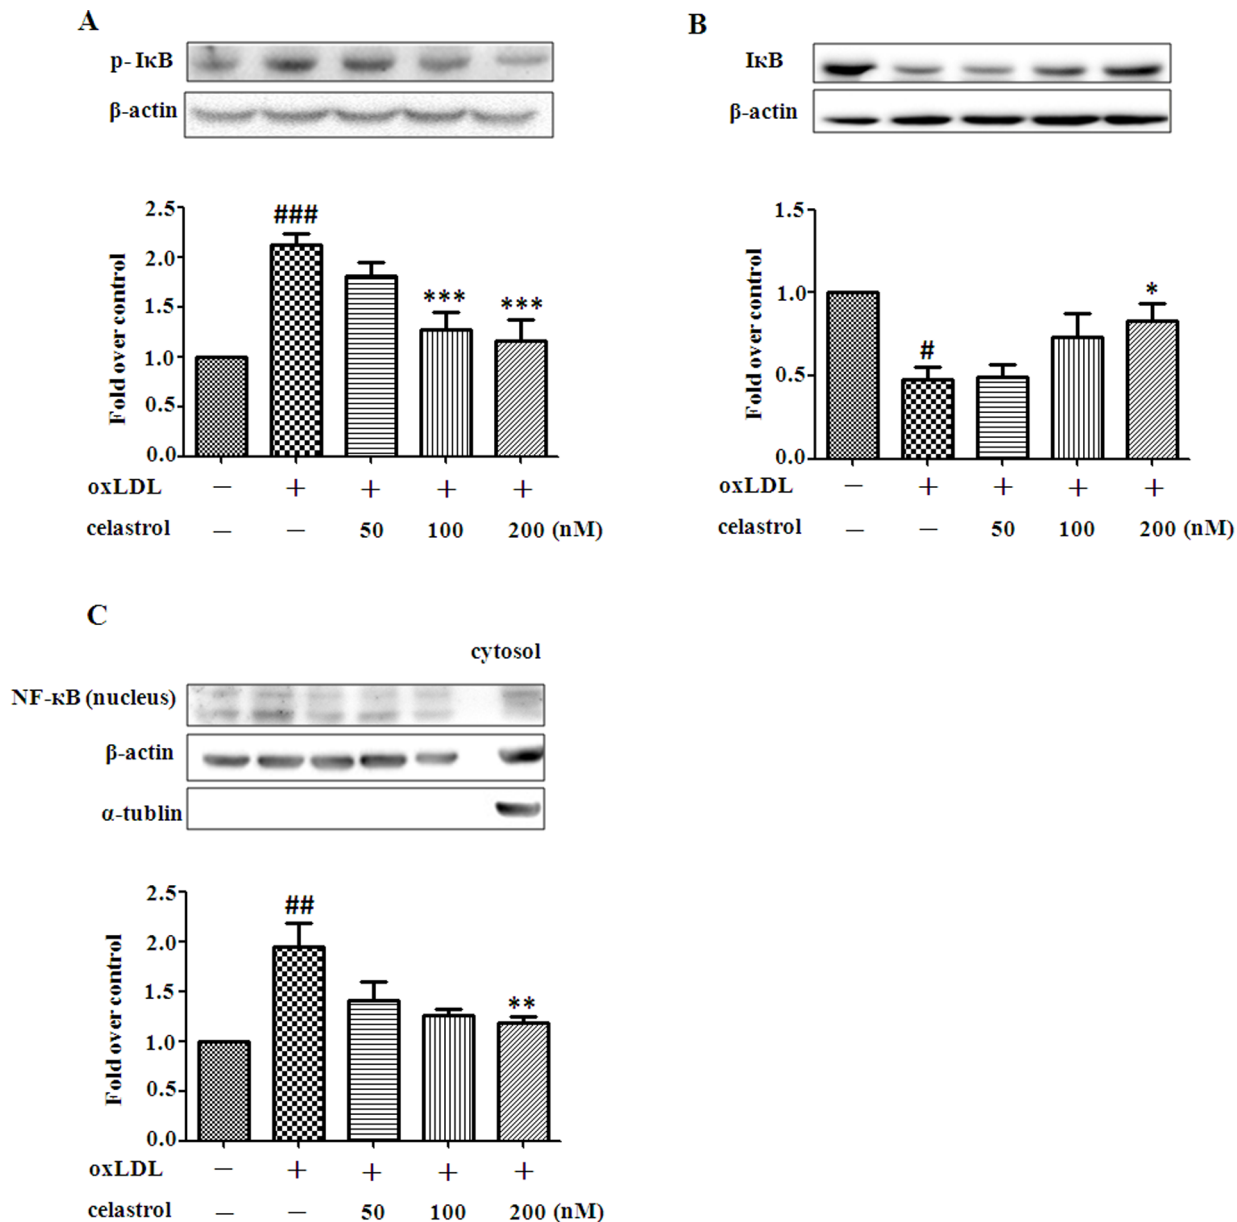 A
p- IκB
β-actin
###
***
***
2.5
2.0
1.5
1.0
0.5
0.0
Fold over control
oxLDL — + + + +
celastrol — — 50 100 200 (nM)
B
IκB
β-actin
#
*
1.5
1.0
0.5
0.0
Fold over control
oxLDL — + + + +
celastrol — — 50 100 200 (nM)
C
cytosol
NF-κB (nucleus)
β-actin
α-tublin
##
**
2.5
2.0
1.5
1.0
0.5
0.0
Fold over control
oxLDL — + + + +
celastrol — — 50 100 200 (nM)